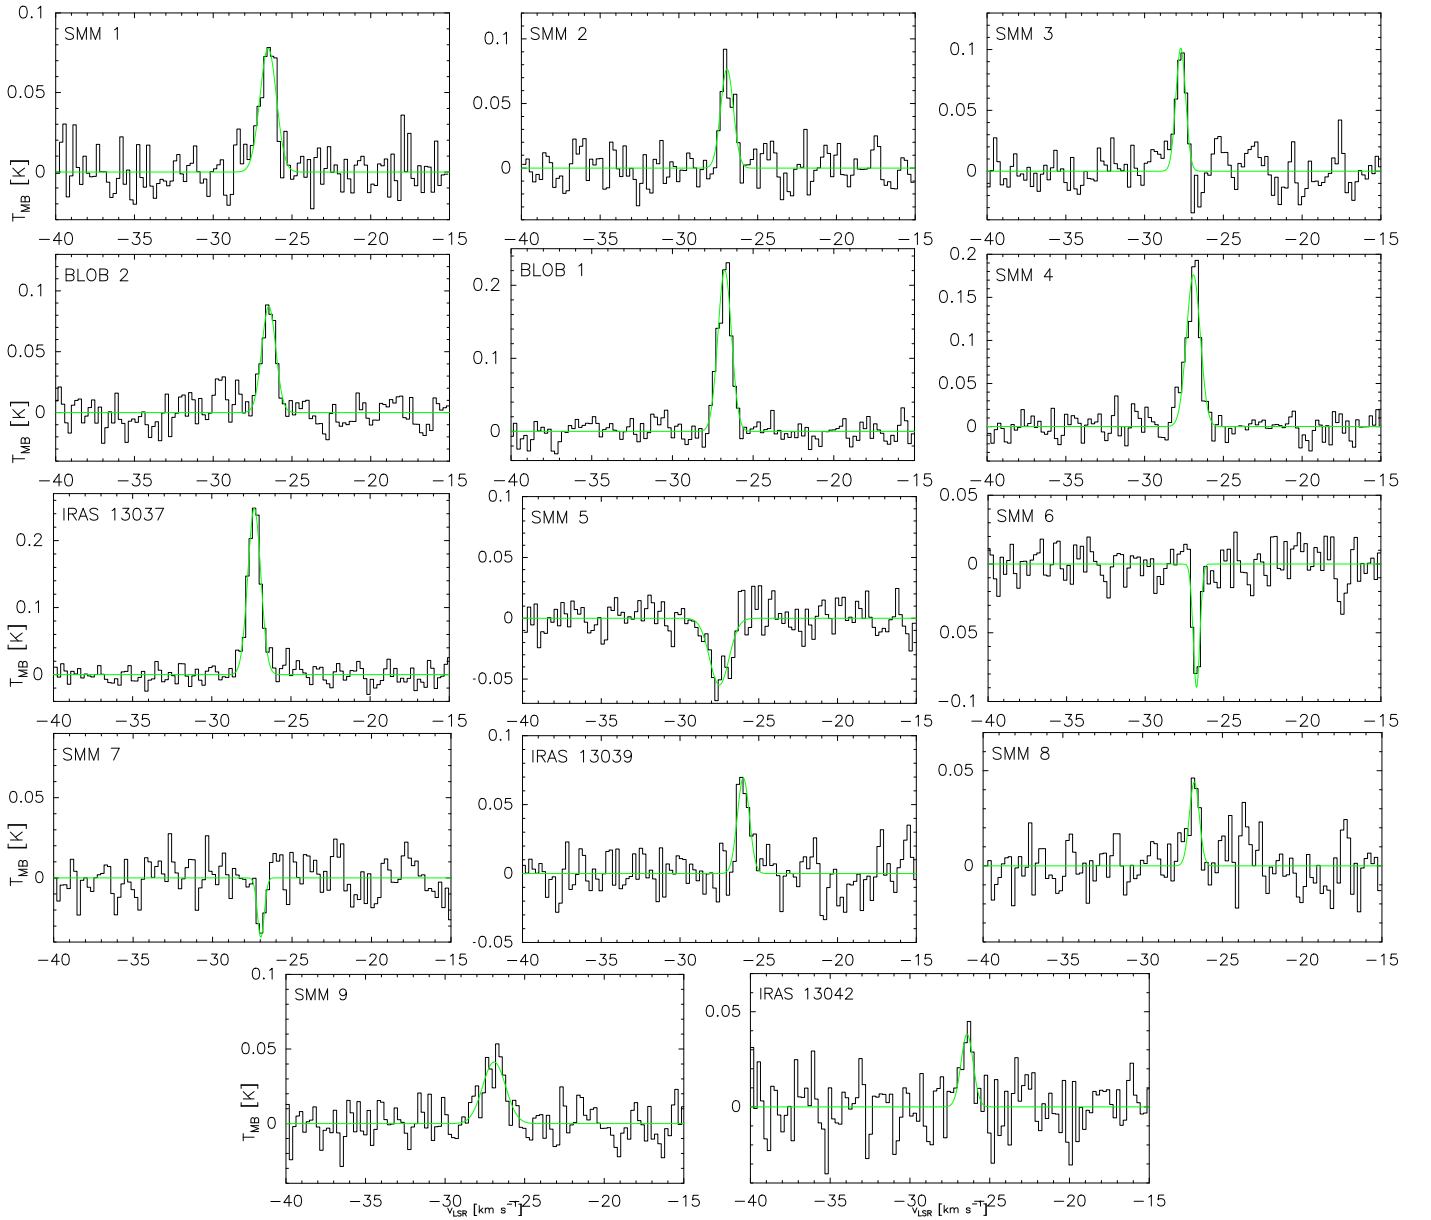 SMM 1
0.1
0.05
0
T_MB [K]
−40 −35 −30 −25 −20 −15
SMM 2
0.1
0.05
0
−40 −35 −30 −25 −20 −15
SMM 3
0.1
0.05
0
−40 −35 −30 −25 −20 −15
BLOB 2
0.1
0.05
0
T_MB [K]
−40 −35 −30 −25 −20 −15
BLOB 1
0.2
0.1
0
−40 −35 −30 −25 −20 −15
SMM 4
0.2
0.15
0.1
0.05
0
−40 −35 −30 −25 −20 −15
IRAS 13037
0.2
0.1
0
T_MB [K]
−40 −35 −30 −25 −20 −15
SMM 5
0.1
0.05
0
-0.05
−40 −35 −30 −25 −20 −15
SMM 6
0.05
0
0.05
−0.1
−40 −35 −30 −25 −20 −15
SMM 7
0.05
0
T_MB [K]
−40 −35 −30 −25 −20 −15
IRAS 13039
0.1
0.05
0
-0.05
−40 −35 −30 −25 −20 −15
SMM 8
0.05
0
−40 −35 −30 −25 −20 −15
SMM 9
0.1
0.05
0
T_MB [K]
−40 −35 −30 −25 −20 −15
v_LSR [km s⁻¹]
IRAS 13042
0.05
0
−40 −35 −30 −25 −20 −15
v_LSR [km s⁻¹]